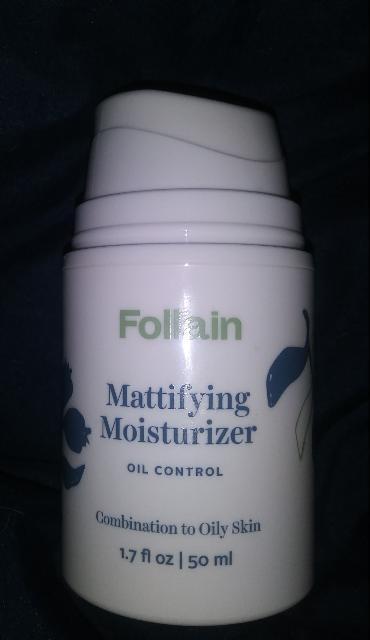 Follain
Mattifying
Moisturizer
OIL CONTROL
Combination to Oily Skin
1.7 fl oz | 50 ml